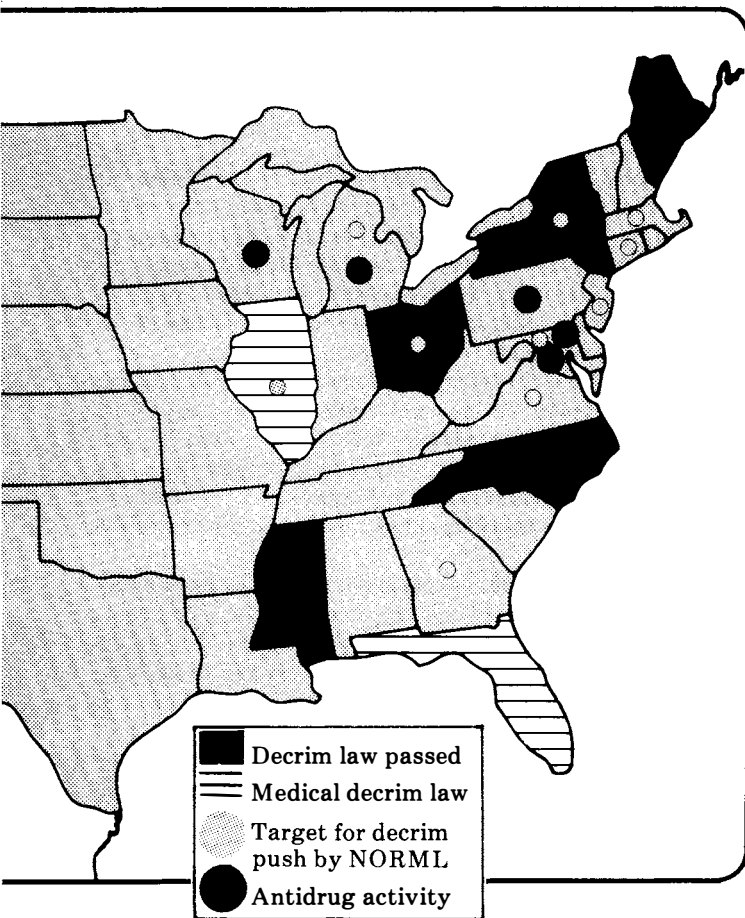 Decrim law passed
Medical decrim law
Target for decrim
push by NORML
Antidrug activity